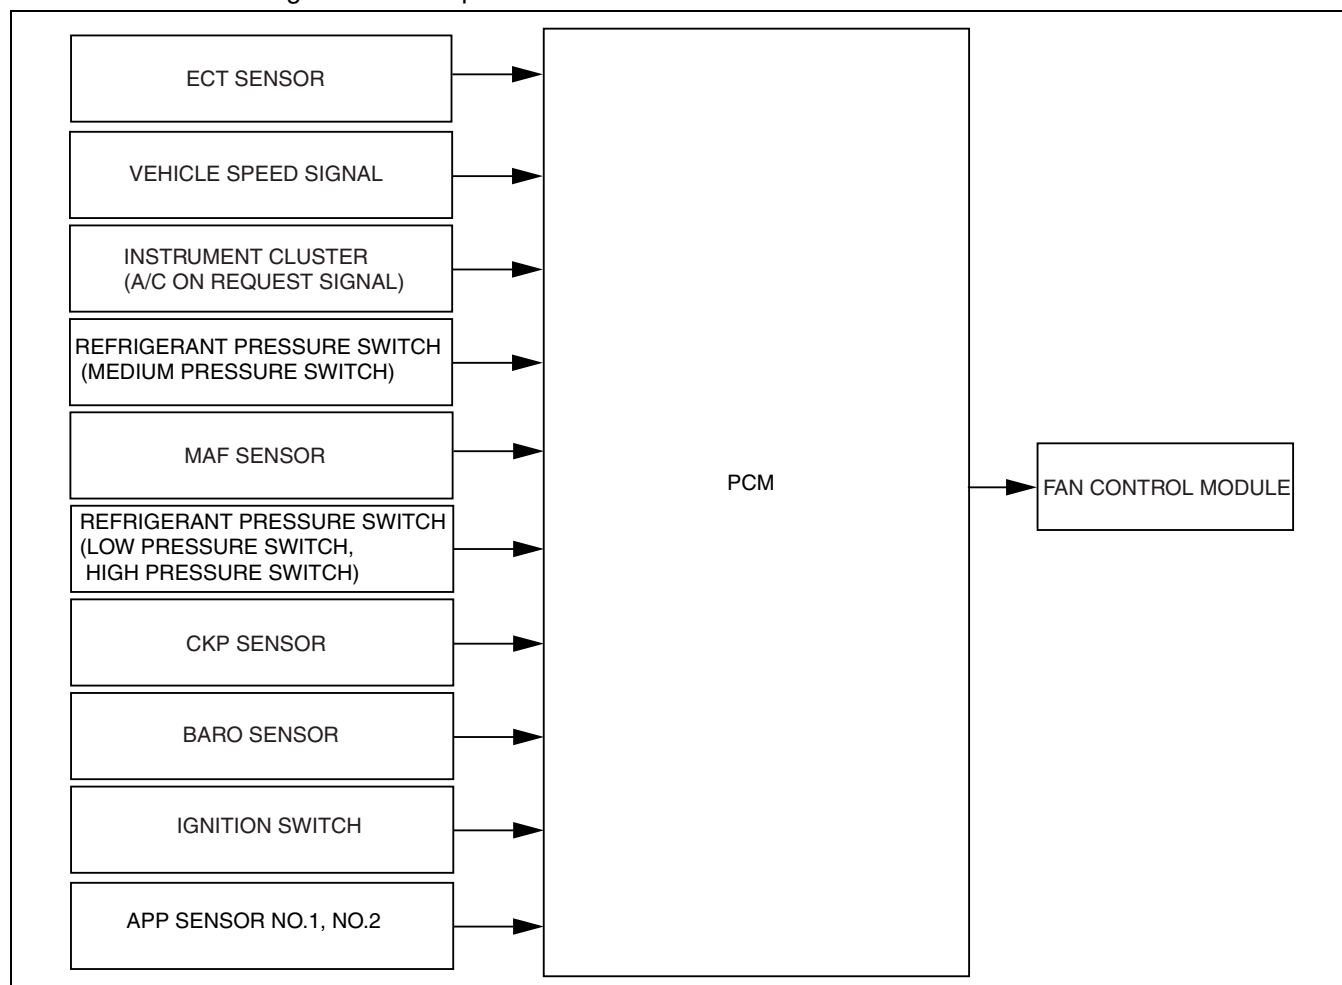 ECT SENSOR
VEHICLE SPEED SIGNAL
INSTRUMENT CLUSTER
(A/C ON REQUEST SIGNAL)
REFRIGERANT PRESSURE SWITCH
(MEDIUM PRESSURE SWITCH)
MAF SENSOR
REFRIGERANT PRESSURE SWITCH
(LOW PRESSURE SWITCH,
HIGH PRESSURE SWITCH)
CKP SENSOR
BARO SENSOR
IGNITION SWITCH
APP SENSOR NO.1, NO.2
PCM
FAN CONTROL MODULE